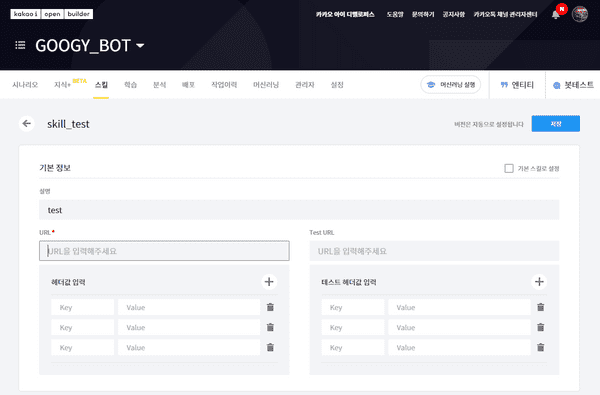 kakao i open builder
카카오 아이 디벨로퍼스 도움말 문의하기 공지사항 카카오톡 채널 관리자센터 N
GOOGY_BOT
시나리오 지식+ BETA 스킬 학습 분석 배포 작업이력 머신러닝 관리자 설정 머신러닝 실행 엔티티 봇테스트
skill_test 버전은 자동으로 설정됩니다 저장
기본 정보 기본 스킬로 설정
설명
test
URL* Test URL
URL을 입력해주세요 URL을 입력해주세요
헤더값 입력 + 테스트 헤더값 입력 +
Key Value Key Value
Key Value Key Value
Key Value Key Value